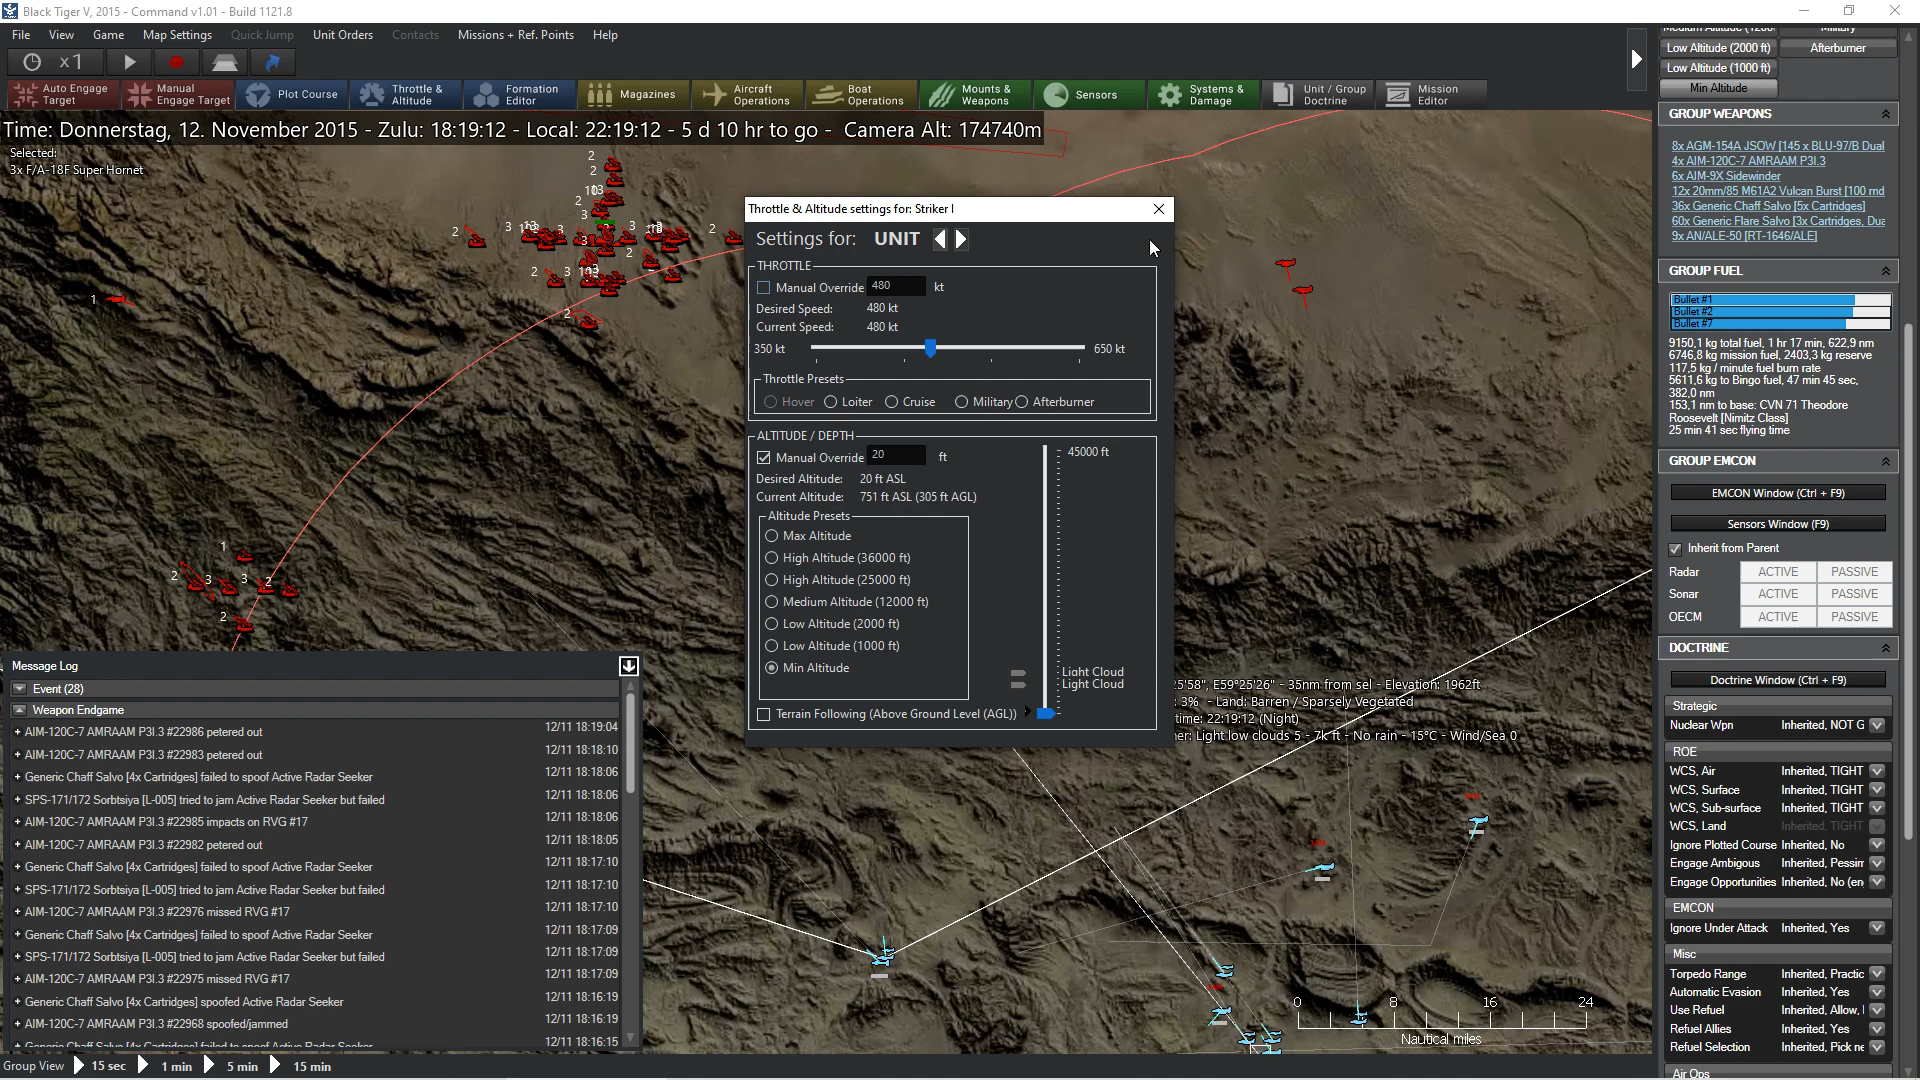 Black Tiger V, 2015 - Command v1.01 - Build 1121.8
File View Game Map Settings Quick Jump Unit Orders Contacts Missions + Ref. Points Help
x1
Auto Engage Target
Manual Engage Target
Plot Course
Throttle & Altitude
Formation Editor
Magazines
Aircraft Operations
Boat Operations
Mounts & Weapons
Sensors
Systems & Damage
Unit / Group Doctrine
Mission Editor
Time: Donnerstag, 12. November 2015 - Zulu: 18:19:12 - Local: 22:19:12 - 5 d 10 hr to go - Camera Alt: 174740m
Selected:
3x F/A-18F Super Hornet
Throttle & Altitude settings for: Striker I
Settings for: UNIT
THROTTLE
Manual Override 480 kt
Desired Speed: 480 kt
Current Speed: 480 kt
350 kt 650 kt
Throttle Presets
Hover Loiter Cruise Military Afterburner
ALTITUDE / DEPTH
Manual Override 20 ft
45000 ft
Desired Altitude: 20 ft ASL
Current Altitude: 751 ft ASL (305 ft AGL)
Altitude Presets
Max Altitude
High Altitude (36000 ft)
High Altitude (25000 ft)
Medium Altitude (12000 ft)
Low Altitude (2000 ft)
Low Altitude (1000 ft)
Min Altitude
Light Cloud
Light Cloud
Terrain Following (Above Ground Level (AGL))
5'58", E59°25'26" - 35nm from sel - Elevation: 1962ft
3% - Land: Barren / Sparsely Vegetated
time: 22:19:12 (Night)
er: Light low clouds 5 - 7k ft - No rain - 15°C - Wind/Sea 0
Message Log
Event (28)
Weapon Endgame
+ AIM-120C-7 AMRAAM P3I.3 #22986 petered out 12/11 18:19:04
+ AIM-120C-7 AMRAAM P3I.3 #22983 petered out 12/11 18:18:10
+ Generic Chaff Salvo [4x Cartridges] failed to spoof Active Radar Seeker 12/11 18:18:06
+ SPS-171/172 Sorbtsiya [L-005] tried to jam Active Radar Seeker but failed 12/11 18:18:06
+ AIM-120C-7 AMRAAM P3I.3 #22985 impacts on RVG #17 12/11 18:18:06
+ AIM-120C-7 AMRAAM P3I.3 #22982 petered out 12/11 18:18:05
+ Generic Chaff Salvo [4x Cartridges] failed to spoof Active Radar Seeker 12/11 18:17:10
+ SPS-171/172 Sorbtsiya [L-005] tried to jam Active Radar Seeker but failed 12/11 18:17:10
+ AIM-120C-7 AMRAAM P3I.3 #22976 missed RVG #17 12/11 18:17:10
+ Generic Chaff Salvo [4x Cartridges] failed to spoof Active Radar Seeker 12/11 18:17:09
+ SPS-171/172 Sorbtsiya [L-005] tried to jam Active Radar Seeker but failed 12/11 18:17:09
+ AIM-120C-7 AMRAAM P3I.3 #22975 missed RVG #17 12/11 18:17:09
+ Generic Chaff Salvo [4x Cartridges] spoofed Active Radar Seeker 12/11 18:16:19
+ AIM-120C-7 AMRAAM P3I.3 #22968 spoofed/jammed 12/11 18:16:19
+ Generic Chaff Salvo [4x Cartridges] failed to spoof Active Radar Seeker 12/11 18:16:15
0 8 16 24
Nautical miles
Group View 15 sec 1 min 5 min 15 min
Medium Altitude (1200 Military
Low Altitude (2000 ft) Afterburner
Low Altitude (1000 ft)
Min Altitude
GROUP WEAPONS
8x AGM-154A JSOW [145 x BLU-97/B Dual
4x AIM-120C-7 AMRAAM P3I.3
6x AIM-9X Sidewinder
12x 20mm/85 M61A2 Vulcan Burst [100 rnd
36x Generic Chaff Salvo [5x Cartridges]
60x Generic Flare Salvo [3x Cartridges, Dua
9x AN/ALE-50 [RT-1646/ALE]
GROUP FUEL
Bullet #1
Bullet #2
Bullet #7
9150,1 kg total fuel, 1 hr 17 min, 622,9 nm
6746,8 kg mission fuel, 2403,3 kg reserve
117,5 kg / minute fuel burn rate
5611,6 kg to Bingo fuel, 47 min 45 sec,
382,0 nm
153,1 nm to base: CVN 71 Theodore
Roosevelt [Nimitz Class]
25 min 41 sec flying time
GROUP EMCON
EMCON Window (Ctrl + F9)
Sensors Window (F9)
Inherit from Parent
Radar ACTIVE PASSIVE
Sonar ACTIVE PASSIVE
OECM ACTIVE PASSIVE
DOCTRINE
Doctrine Window (Ctrl + F9)
Strategic
Nuclear Wpn Inherited, NOT G
ROE
WCS, Air Inherited, TIGHT
WCS, Surface Inherited, TIGHT
WCS, Sub-surface Inherited, TIGHT
WCS, Land Inherited, TIGHT
Ignore Plotted Course Inherited, No
Engage Ambiguous Inherited, Pessim
Engage Opportunities Inherited, No (en
EMCON
Ignore Under Attack Inherited, Yes
Misc
Torpedo Range Inherited, Practic
Automatic Evasion Inherited, Yes
Use Refuel Inherited, Allow, I
Refuel Allies Inherited, Yes
Refuel Selection Inherited, Pick ne
Air Ops